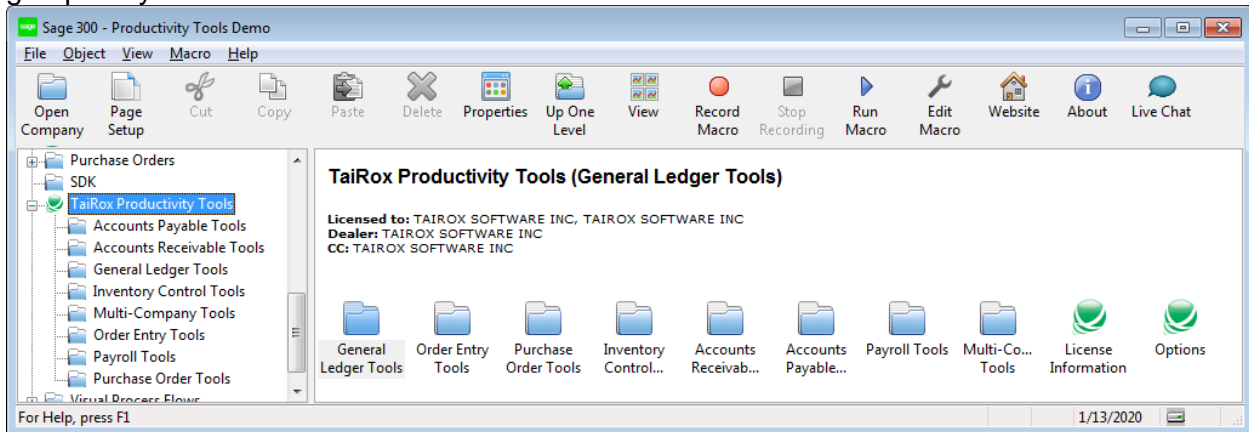 sage Sage 300 - Productivity Tools Demo
File Object View Macro Help
Open Company
Page Setup
Cut
Copy
Paste
Delete
Properties
Up One Level
View
Record Macro
Stop Recording
Run Macro
Edit Macro
Website
About
Live Chat
Purchase Orders
SDK
TaiRox Productivity Tools
Accounts Payable Tools
Accounts Receivable Tools
General Ledger Tools
Inventory Control Tools
Multi-Company Tools
Order Entry Tools
Payroll Tools
Purchase Order Tools
Visual Process Flows
TaiRox Productivity Tools (General Ledger Tools)
Licensed to: TAIROX SOFTWARE INC, TAIROX SOFTWARE INC
Dealer: TAIROX SOFTWARE INC
CC: TAIROX SOFTWARE INC
General Ledger Tools
Order Entry Tools
Purchase Order Tools
Inventory Control...
Accounts Receivab...
Accounts Payable...
Payroll Tools
Multi-Co... Tools
License Information
Options
For Help, press F1
1/13/2020